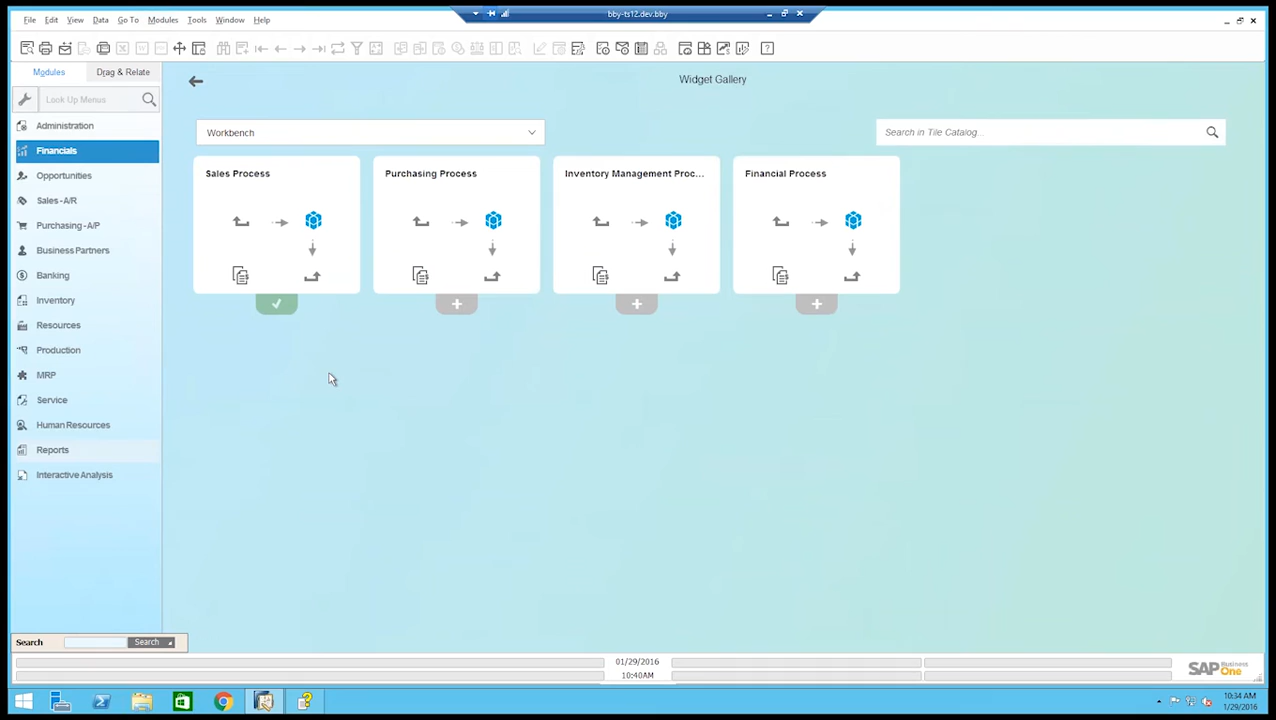 bby-ts12.dev.bby
File Edit View Data Go To Modules Tools Window Help
Modules Drag & Relate
Widget Gallery
Look Up Menus
Administration
Financials
Opportunities
Sales - A/R
Purchasing - A/P
Business Partners
Banking
Inventory
Resources
Production
MRP
Service
Human Resources
Reports
Interactive Analysis
Workbench
Search in Tile Catalog...
Sales Process
Purchasing Process
Inventory Management Proc...
Financial Process
Search Search
01/29/2016
10:40AM
SAP Business One
10:34 AM
1/29/2016